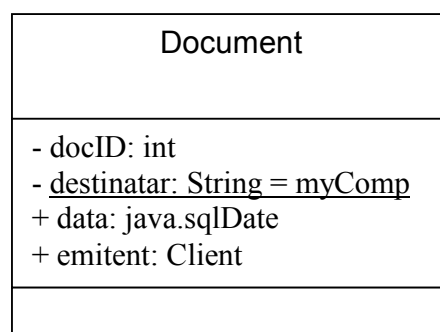 Document
- docID: int
- destinatar: String = myComp
+ data: java.sqlDate
+ emitent: Client